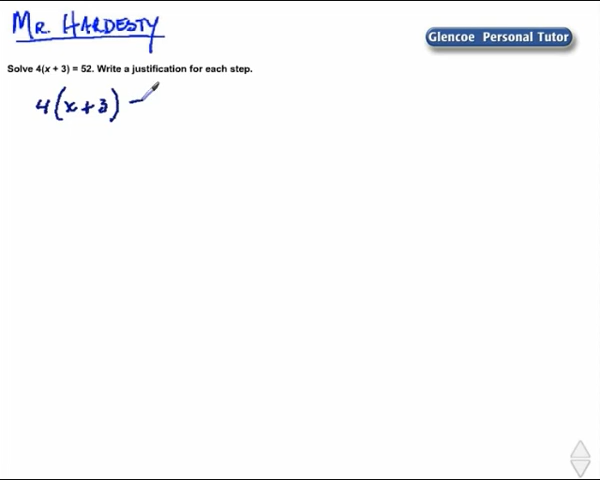 MR. HARDESTY
Glencoe Personal Tutor
Solve 4(x + 3) = 52. Write a justification for each step.
4(x+3) -